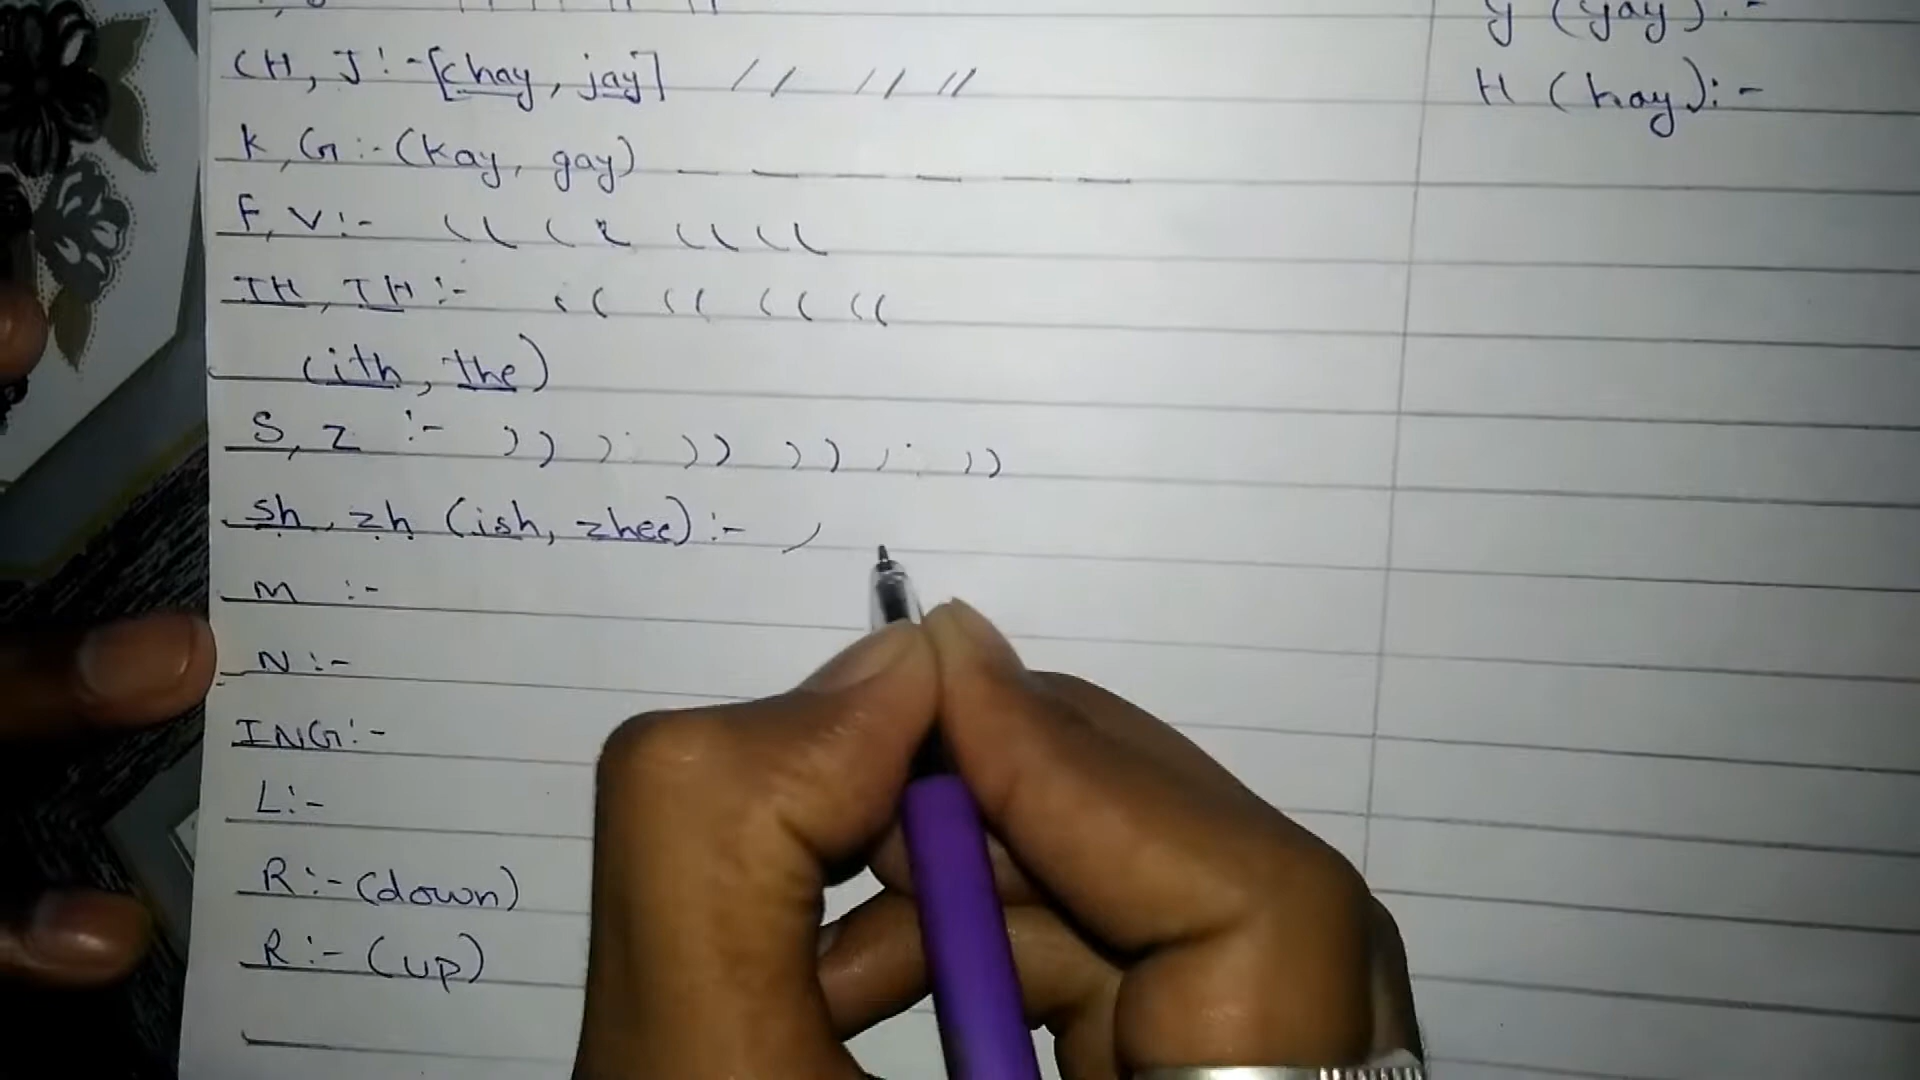 CH, J :- [chay, jay] / / / / / /
K, G :- (Kay, gay) — — — — — —
F, V :-
TH, TH :-
(ith, the)
S, Z :- ) ) ) ) ) ) ) ) ) )
sh, zh (ish, zhee) :- )
M :-
N :-
ING :-
L :-
R :- (down)
R :- (up)
y (yay) :-
H (hay) :-